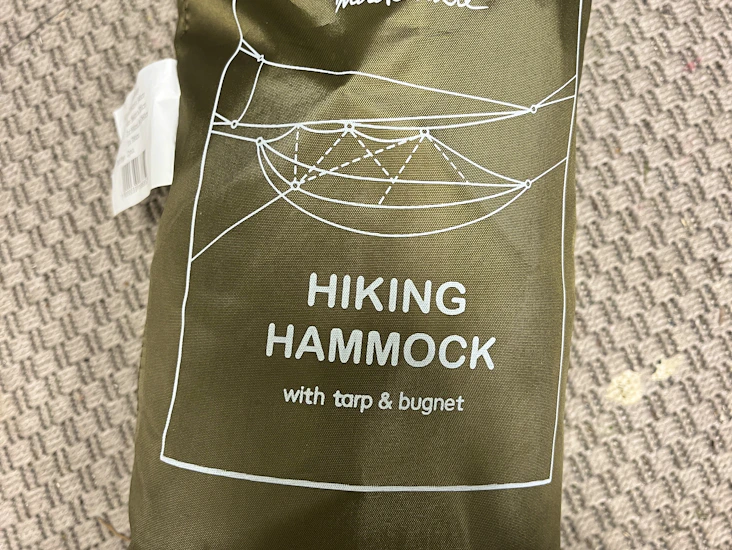 HIKING
HAMMOCK
with tarp & bugnet